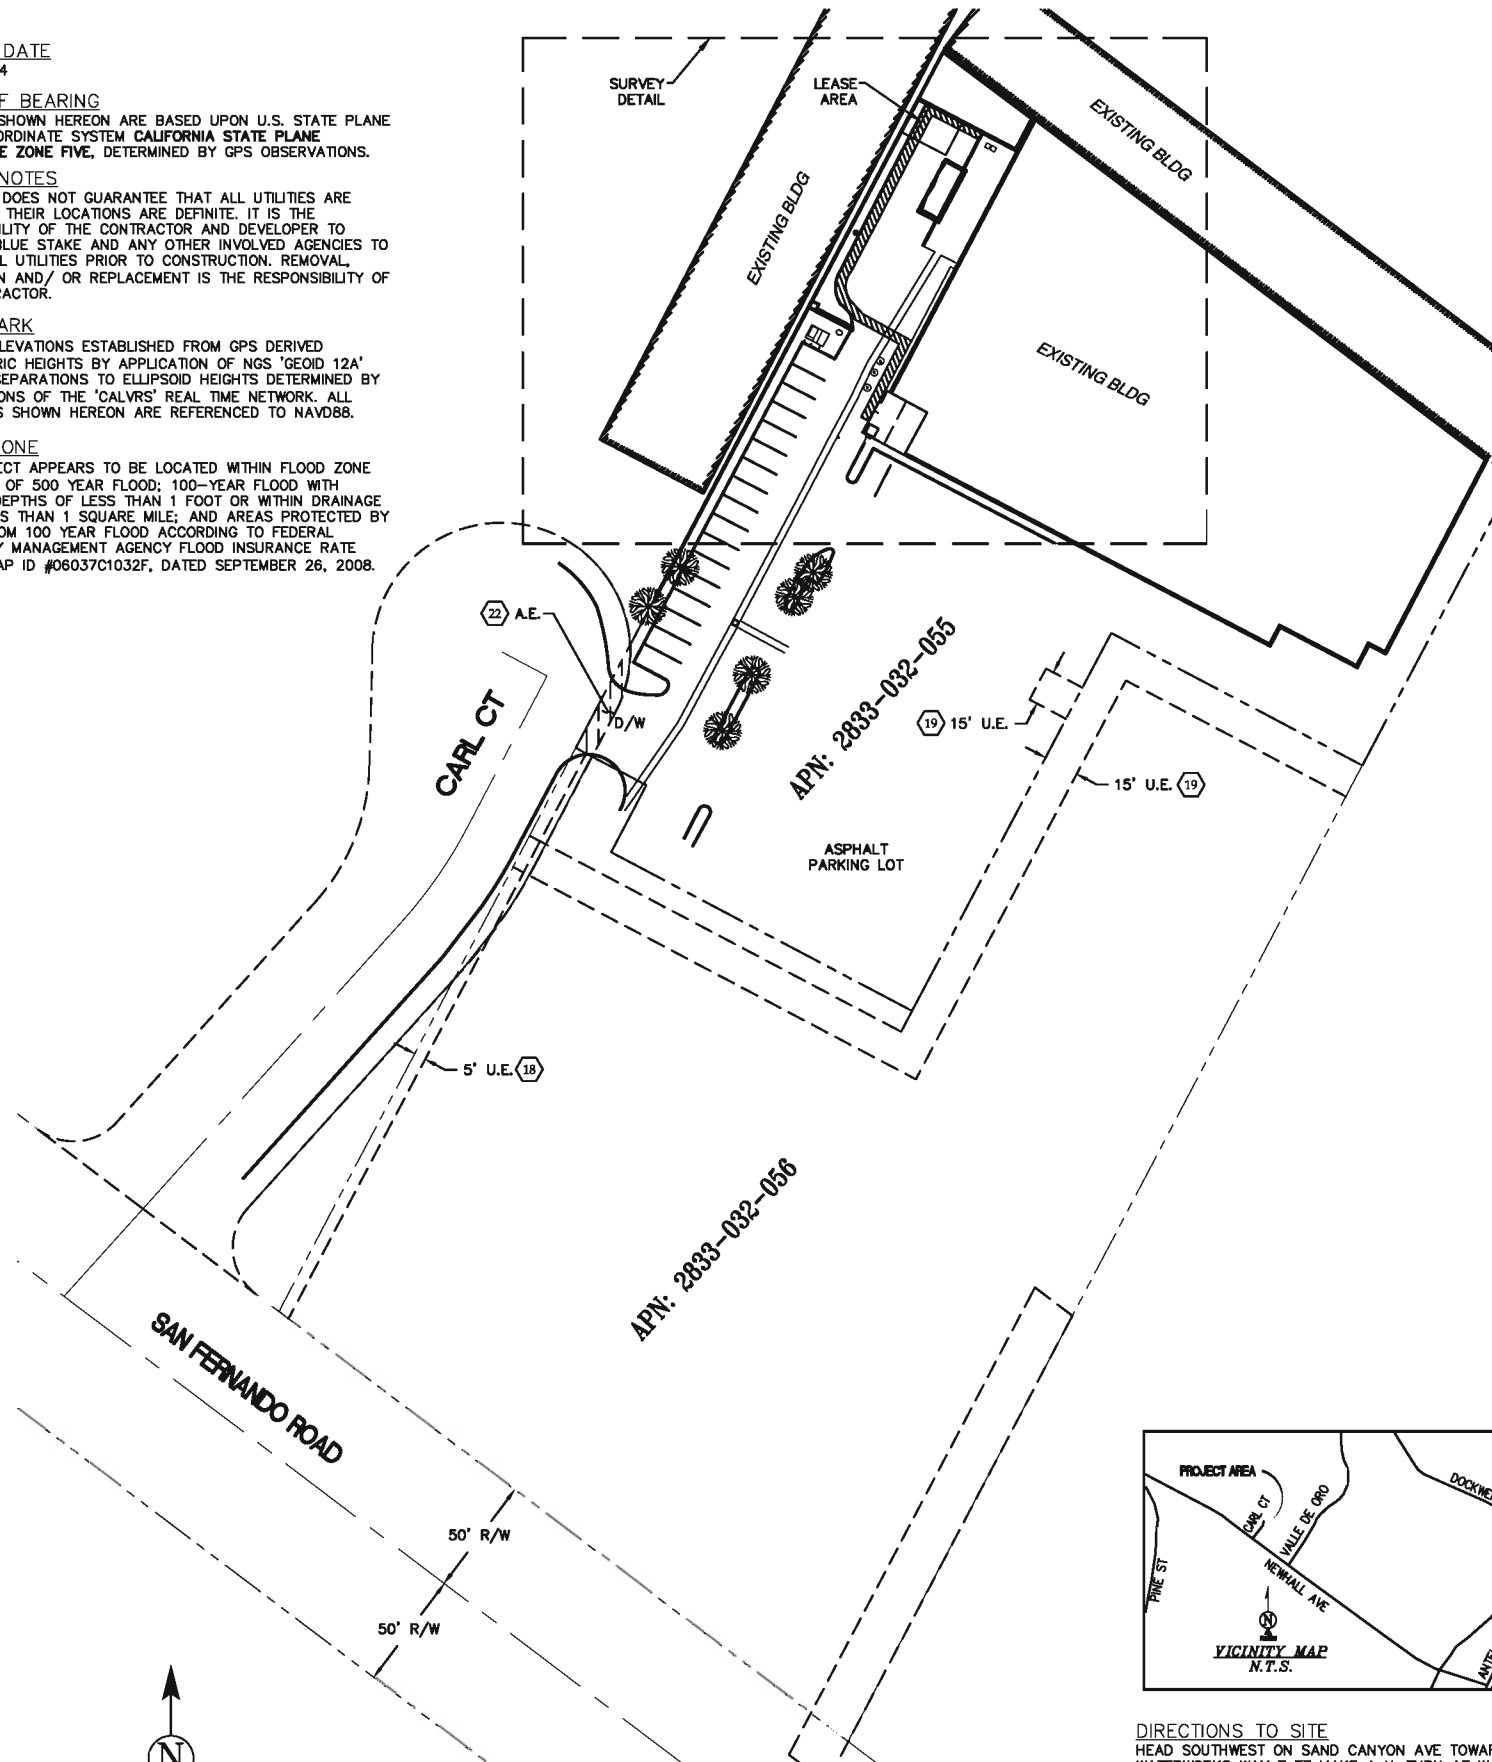 DATE
4
F BEARING
SHOWN HEREON ARE BASED UPON U.S. STATE PLANE
ORDINATE SYSTEM CALIFORNIA STATE PLANE
E ZONE FIVE, DETERMINED BY GPS OBSERVATIONS.
NOTES
DOES NOT GUARANTEE THAT ALL UTILITIES ARE
THEIR LOCATIONS ARE DEFINITE. IT IS THE
ILITY OF THE CONTRACTOR AND DEVELOPER TO
BLUE STAKE AND ANY OTHER INVOLVED AGENCIES TO
L UTILITIES PRIOR TO CONSTRUCTION. REMOVAL,
N AND/ OR REPLACEMENT IS THE RESPONSIBILITY OF
RACTOR.
ARK
LEVATIONS ESTABLISHED FROM GPS DERIVED
RIC HEIGHTS BY APPLICATION OF NGS 'GEOID 12A'
SEPARATIONS TO ELLIPSOID HEIGHTS DETERMINED BY
ONS OF THE 'CALVRS' REAL TIME NETWORK. ALL
S SHOWN HEREON ARE REFERENCED TO NAVD88.
ONE
ECT APPEARS TO BE LOCATED WITHIN FLOOD ZONE
OF 500 YEAR FLOOD; 100-YEAR FLOOD WITH
DEPTHS OF LESS THAN 1 FOOT OR WITHIN DRAINAGE
S THAN 1 SQUARE MILE; AND AREAS PROTECTED BY
OM 100 YEAR FLOOD ACCORDING TO FEDERAL
Y MANAGEMENT AGENCY FLOOD INSURANCE RATE
AP ID #06037C1032F, DATED SEPTEMBER 26, 2008.
SURVEY
DETAIL
LEASE
AREA
EXISTING BLDG
EXISTING BLDG
EXISTING BLDG
22 A.E.
D/W
CARL CT
APN: 2833-032-055
19 15' U.E.
15' U.E. 19
ASPHALT
PARKING LOT
5' U.E. 18
APN: 2833-032-056
SAN FERNANDO ROAD
50' R/W
50' R/W
N
PROJECT AREA
CARL CT
VALLE DE ORO
DOCKWE
PINE ST
NEWHALL AVE
ANTE
N
VICINITY MAP
N.T.S.
DIRECTIONS TO SITE
HEAD SOUTHWEST ON SAND CANYON AVE TOWAR